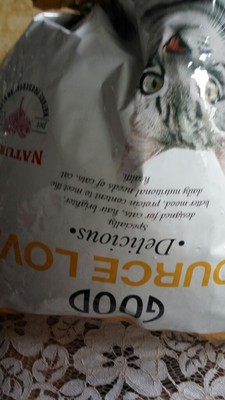 GOOD
OURCE LOV
•Delicious•
Specially
designed for cats, hair brighter,
better mood, protein content to meet the
daily nutritional needs of cats, cat
health.
NATUR